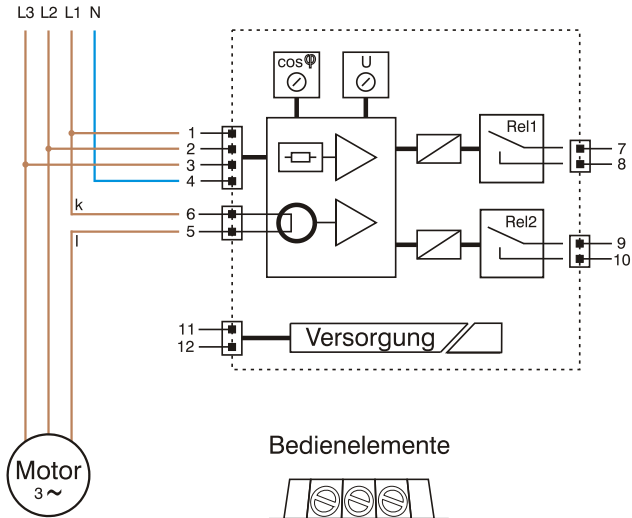 L3 L2 L1 N
cosφ
U
1
2
3
4
k
6
5
l
Rel1
7
8
Rel2
9
10
11
12
Versorgung
Motor
3~
Bedienelemente